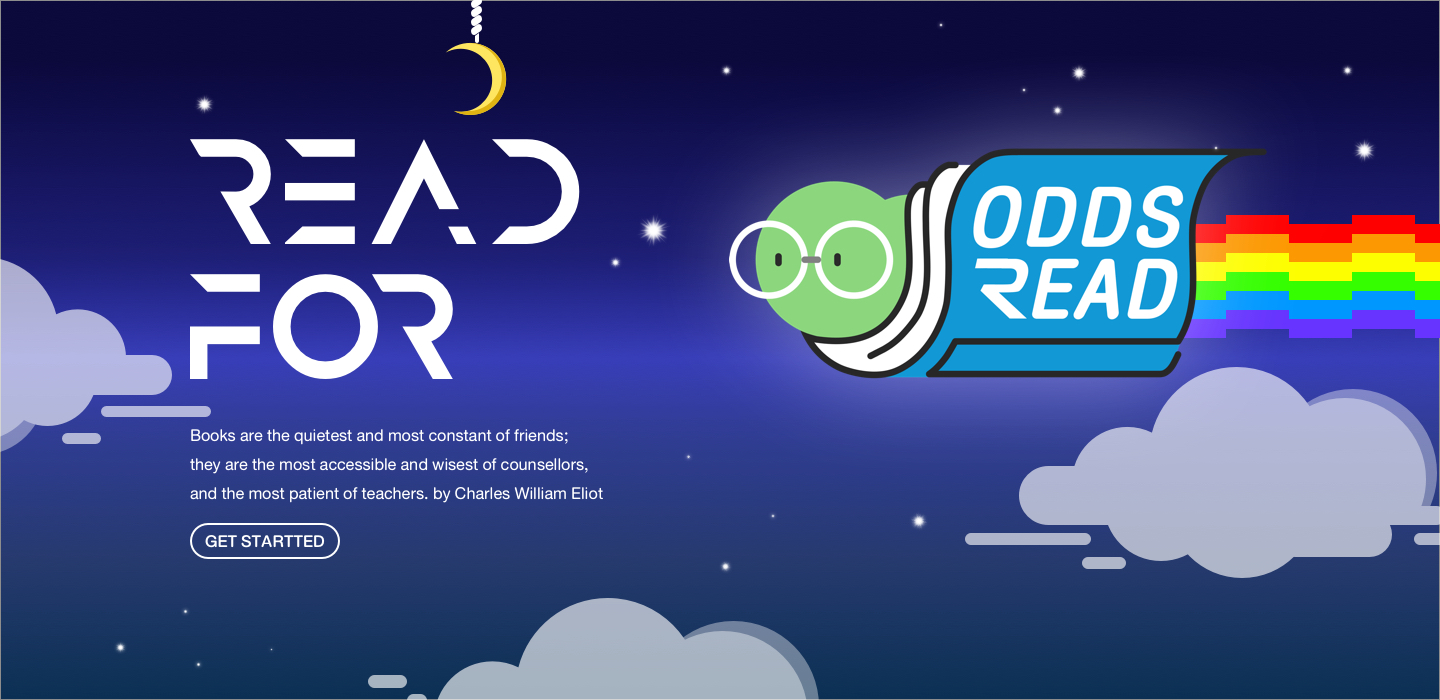 READ
FOR
Books are the quietest and most constant of friends;
they are the most accessible and wisest of counsellors,
and the most patient of teachers. by Charles William Eliot
GET STARTTED
ODDS
READ